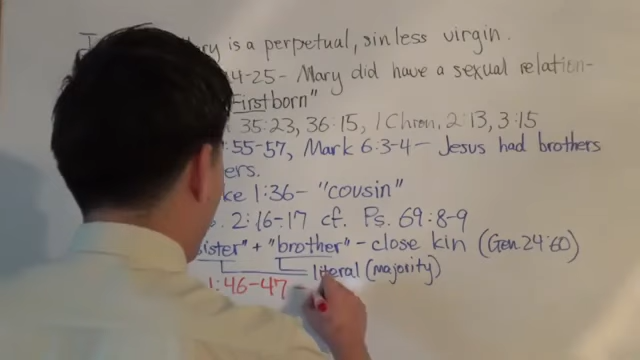 is a perpetual, sinless virgin.
4-25- Mary did have a sexual relation-
Firstborn"
35:23, 36:15, 1 Chron. 2:13, 3:15
:55-57, Mark 6:3-4- Jesus had brothers
ers.
ke 1:36- "cousin"
2:16-17 cf. Ps. 69:8-9
ister" + "brother" - close kin (Gen. 24:60)
literal (majority)
1:46-47